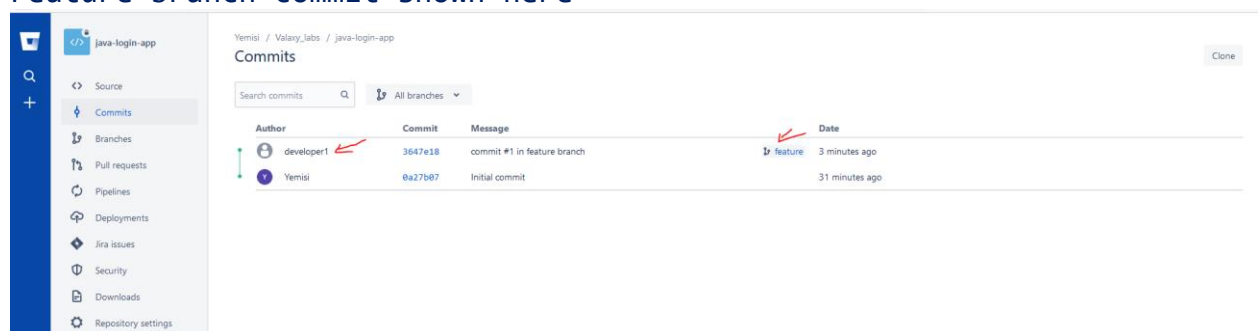 Feature branch commit shown here
java-login-app
Yemisi / Valaxy_labs / java-login-app
Commits
Clone
Search commits
All branches
Source
Commits
Branches
Pull requests
Pipelines
Deployments
Jira issues
Security
Downloads
Repository settings
Author Commit Message Date
developer1 3647e18 commit #1 in feature branch feature 3 minutes ago
Y Yemisi 0a27b07 Initial commit 31 minutes ago